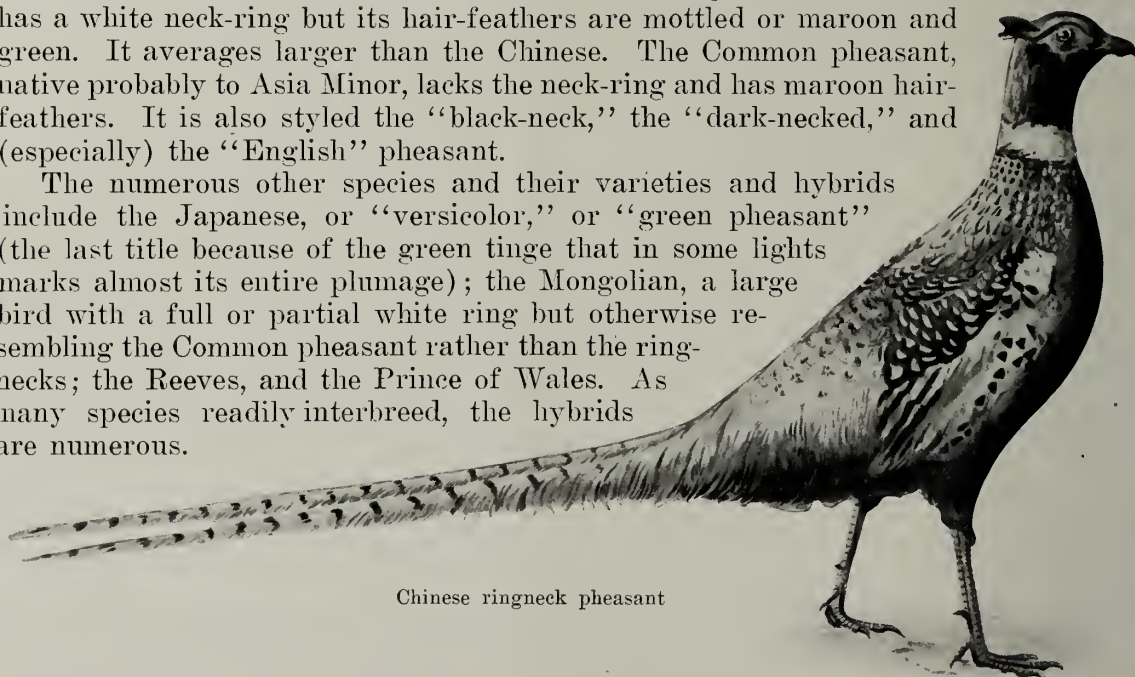 has a white neck-ring but its hair-feathers are mottled or maroon and
green. It averages larger than the Chinese. The Common pheasant,
native probably to Asia Minor, lacks the neck-ring and has maroon hair-
feathers. It is also styled the “black-neck,” the “dark-necked,” and
(especially) the “English” pheasant.
The numerous other species and their varieties and hybrids
include the Japanese, or “versicolor,” or “green pheasant”
(the last title because of the green tinge that in some lights
marks almost its entire plumage); the Mongolian, a large
bird with a full or partial white ring but otherwise re-
sembling the Common pheasant rather than the ring-
necks; the Reeves, and the Prince of Wales. As
many species readily interbreed, the hybrids
are numerous.
Chinese ringneck pheasant